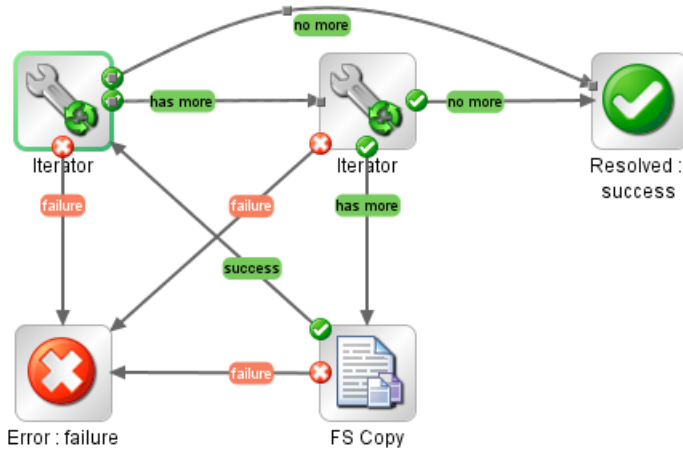 no more
has more
no more
Iterator
Iterator
Resolved :
success
failure
failure
has more
success
failure
Error : failure
FS Copy